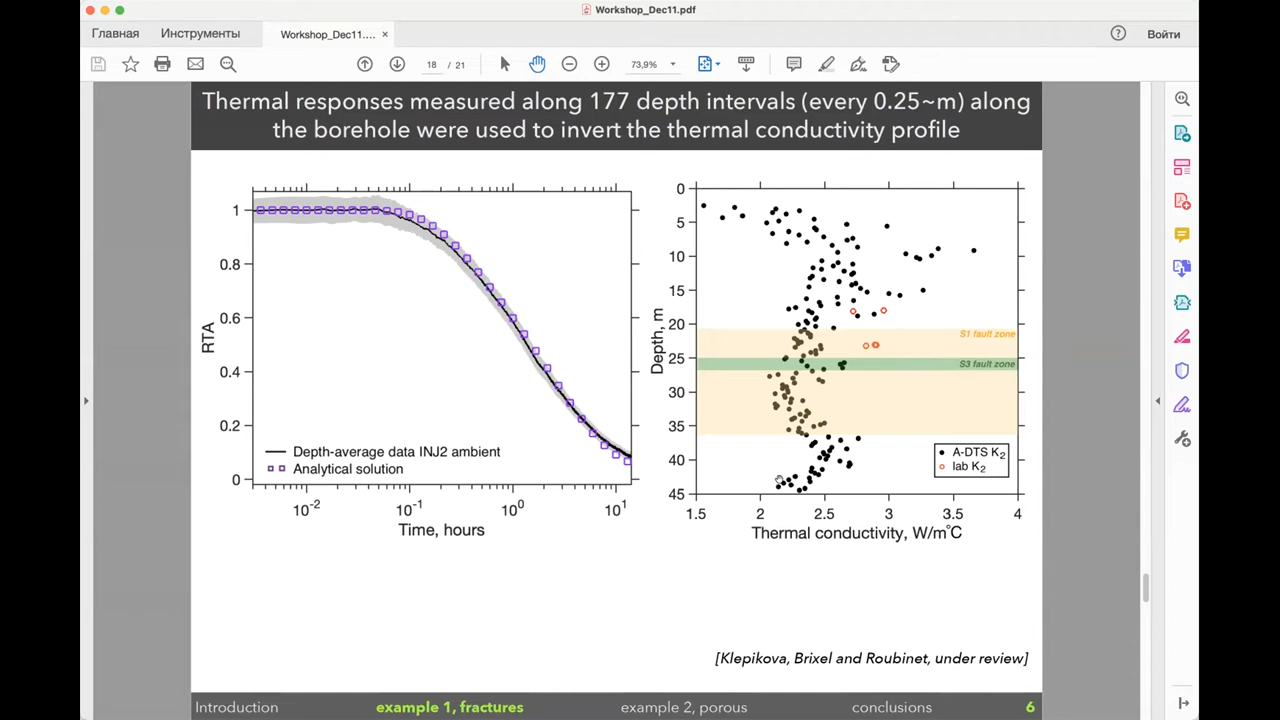 Workshop_Dec11.pdf
Главная
Инструменты
Workshop_Dec11.... ×
Войти
18 / 21
73,9%
Thermal responses measured along 177 depth intervals (every 0.25~m) along
the borehole were used to invert the thermal conductivity profile
RTA
1
0.8
0.6
0.4
0.2
0
Depth-average data INJ2 ambient
Analytical solution
10-2
10-1
100
101
Time, hours
Depth, m
0
5
10
15
20
25
30
35
40
45
S1 fault zone
S3 fault zone
A-DTS K2
lab K2
1.5
2
2.5
3
3.5
4
Thermal conductivity, W/m°C
[Klepikova, Brixel and Roubinet, under review]
Introduction
example 1, fractures
example 2, porous
conclusions
6